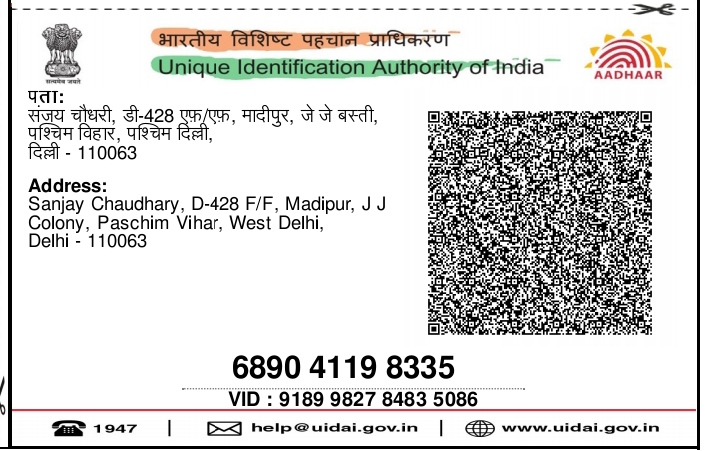 भारतीय विशिष्ट पहचान प्राधिकरण
Unique Identification Authority of India
सत्यमेव जयते
AADHAAR
पता:
संजय चौधरी, डी-428 एफ़/एफ़, मादीपुर, जे जे बस्ती,
पश्चिम विहार, पश्चिम दिल्ली,
दिल्ली - 110063
Address:
Sanjay Chaudhary, D-428 F/F, Madipur, J J
Colony, Paschim Vihar, West Delhi,
Delhi - 110063
6890 4119 8335
VID : 9189 9827 8483 5086
1947 | help@uidai.gov.in | www.uidai.gov.in